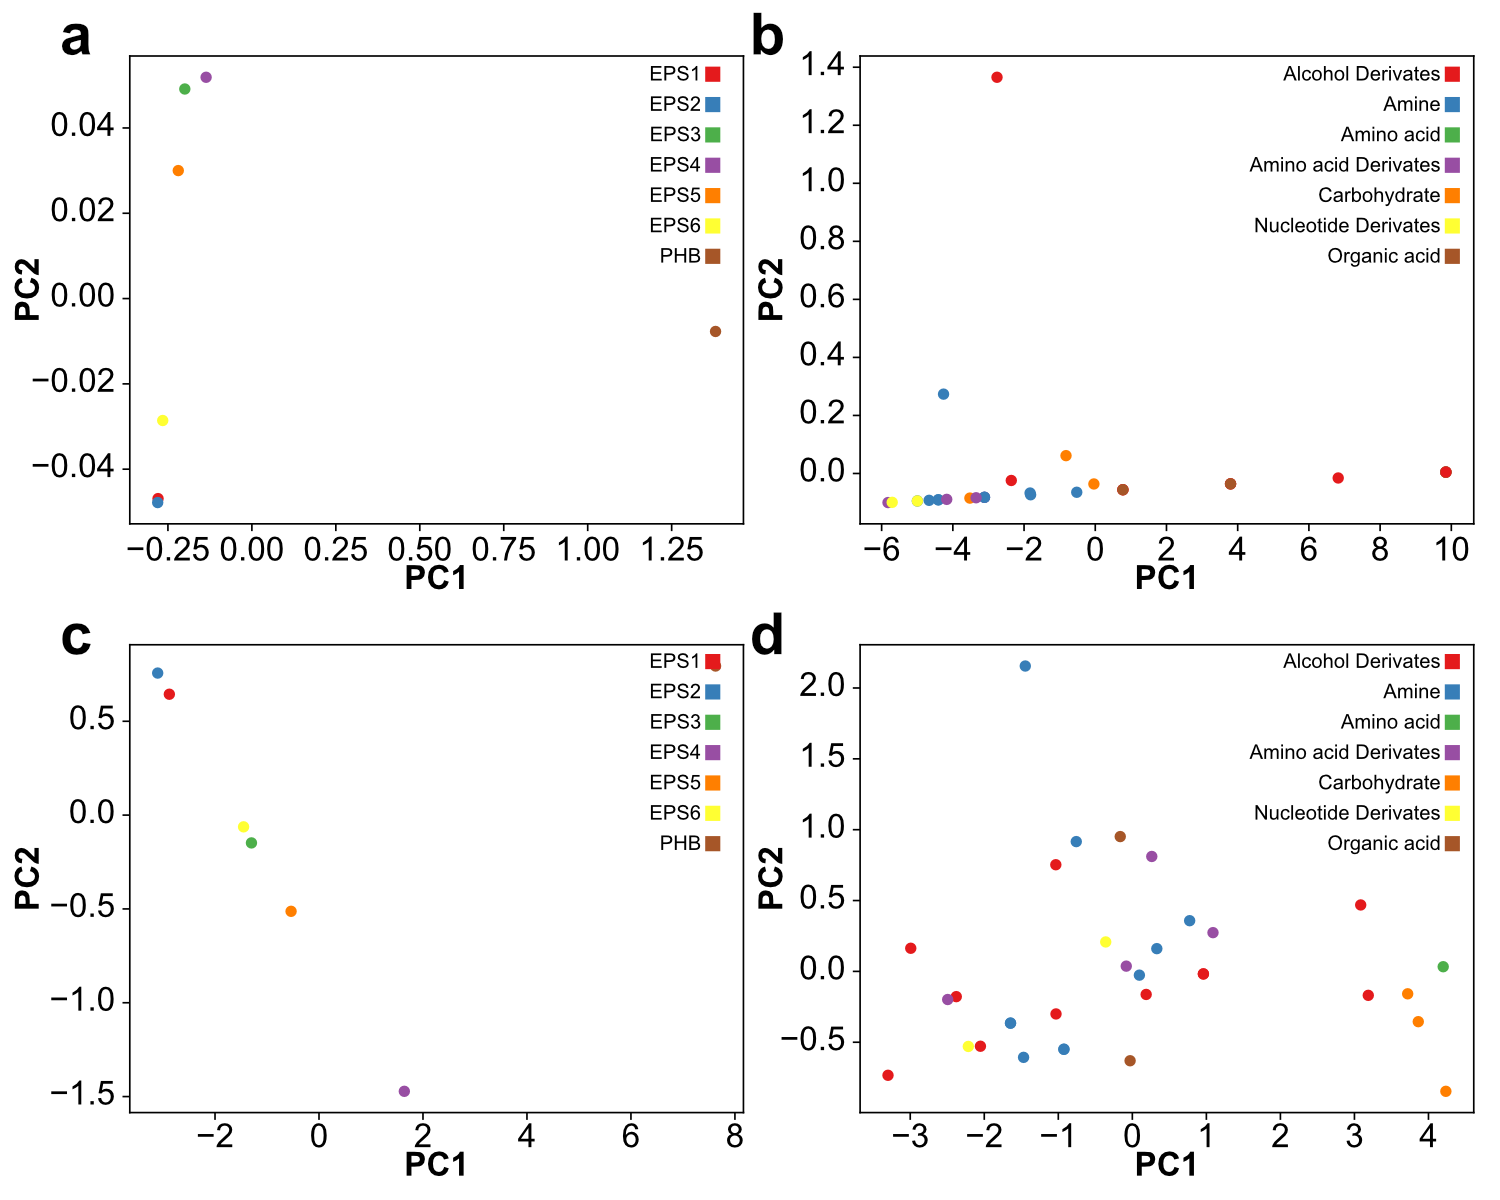 a
EPS1
EPS2
EPS3
EPS4
EPS5
EPS6
PHB
0.04
0.02
0.00
−0.02
−0.04
PC2
−0.25 0.00 0.25 0.50 0.75 1.00 1.25
PC1
b
Alcohol Derivates
Amine
Amino acid
Amino acid Derivates
Carbohydrate
Nucleotide Derivates
Organic acid
1.4
1.2
1.0
0.8
0.6
0.4
0.2
0.0
PC2
−6 −4 −2 0 2 4 6 8 10
PC1
c
EPS1
EPS2
EPS3
EPS4
EPS5
EPS6
PHB
0.5
0.0
−0.5
−1.0
−1.5
PC2
−2 0 2 4 6 8
PC1
d
Alcohol Derivates
Amine
Amino acid
Amino acid Derivates
Carbohydrate
Nucleotide Derivates
Organic acid
2.0
1.5
1.0
0.5
0.0
−0.5
PC2
−3 −2 −1 0 1 2 3 4
PC1